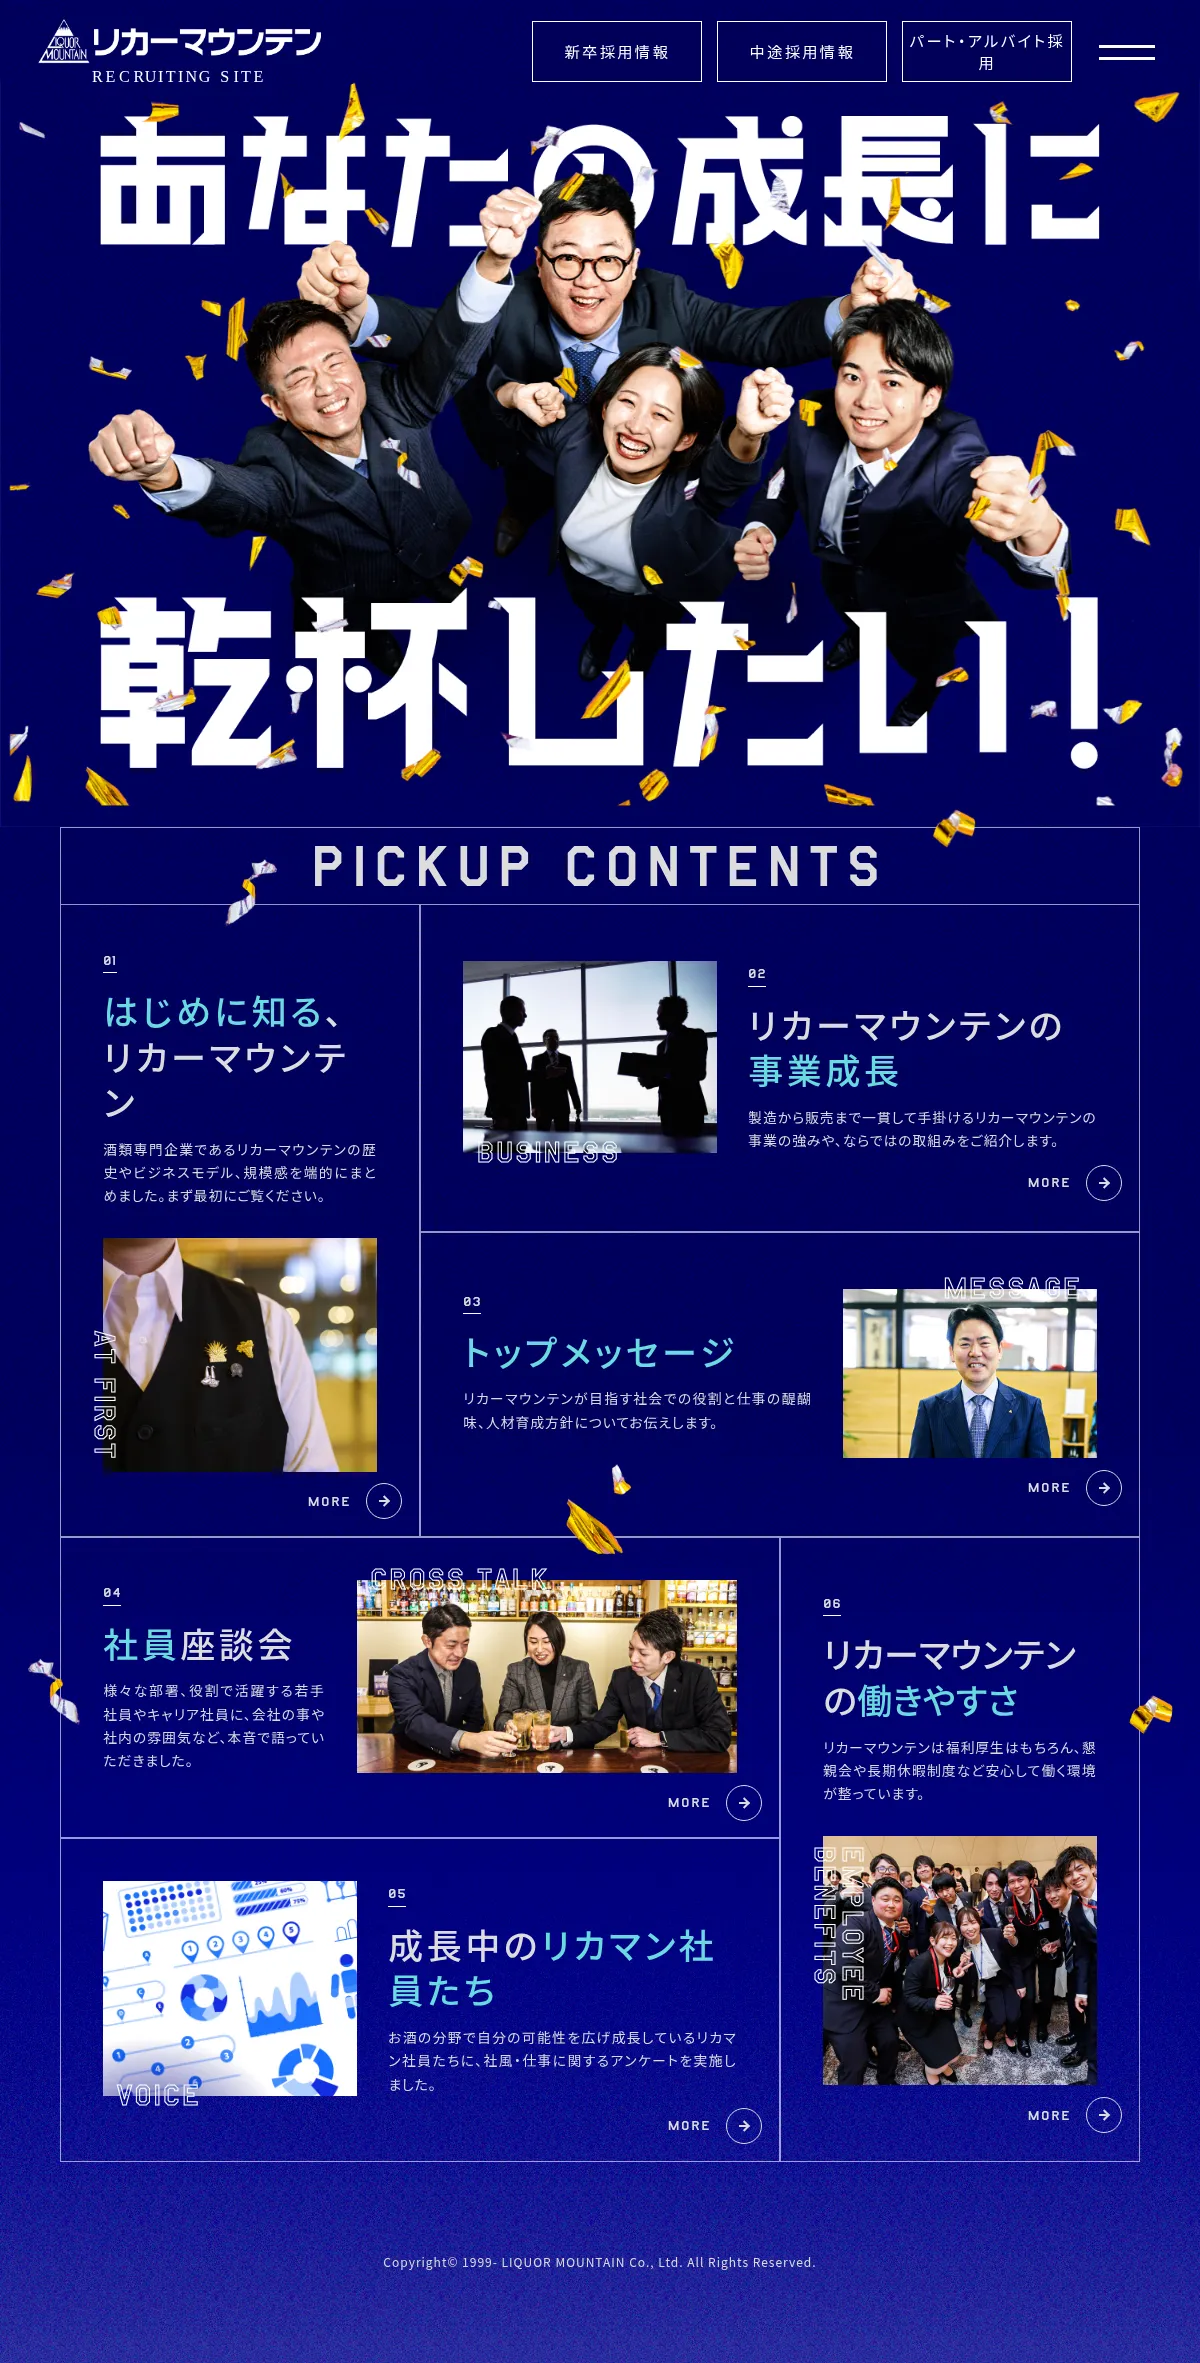 LIQUOR MOUNTAIN
リカーマウンテン
RECRUITING SITE
新卒採用情報
中途採用情報
パート・アルバイト採
用
あなたの成長に
乾杯したい!
PICKUP CONTENTS
01
はじめに知る、
リカーマウンテ
ン
酒類専門企業であるリカーマウンテンの歴
史やビジネスモデル、規模感を端的にまと
めました。まず最初にご覧ください。
AT FIRST
MORE
02
リカーマウンテンの
事業成長
製造から販売まで一貫して手掛けるリカーマウンテンの
事業の強みや、ならではの取組みをご紹介します。
BUSINESS
MORE
03
トップメッセージ
リカーマウンテンが目指す社会での役割と仕事の醍醐
味、人材育成方針についてお伝えします。
MESSAGE
MORE
04
社員座談会
様々な部署、役割で活躍する若手
社員やキャリア社員に、会社の事や
社内の雰囲気など、本音で語ってい
ただきました。
CROSS TALK
MORE
05
成長中のリカマン社
員たち
お酒の分野で自分の可能性を広げ成長しているリカマ
ン社員たちに、社風・仕事に関するアンケートを実施し
ました。
VOICE
MORE
06
リカーマウンテン
の働きやすさ
リカーマウンテンは福利厚生はもちろん、懇
親会や長期休暇制度など安心して働く環境
が整っています。
EMPLOYEE
BENEFITS
MORE
Copyright© 1999- LIQUOR MOUNTAIN Co., Ltd. All Rights Reserved.